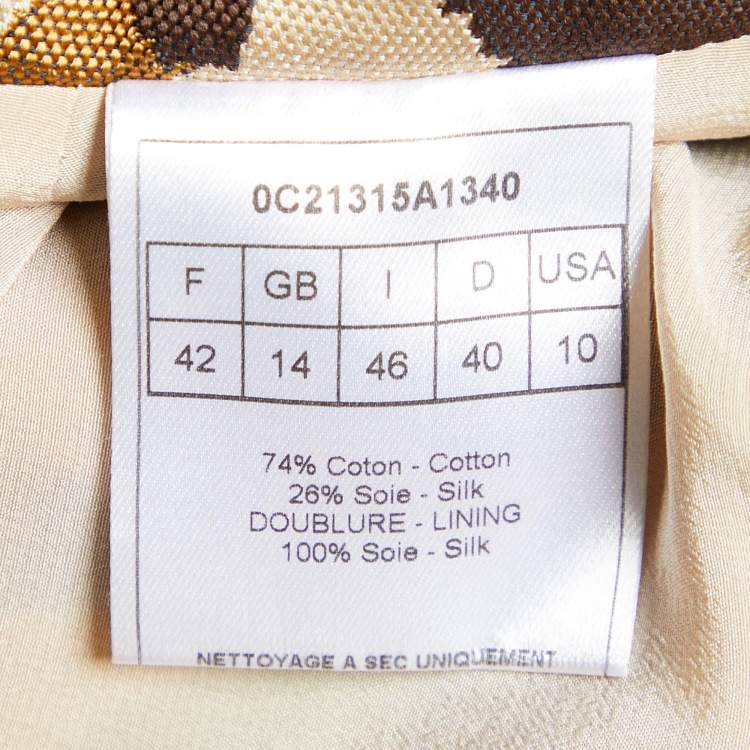 0C21315A1340
F GB I D USA
42 14 46 40 10
74% Coton - Cotton
26% Soie - Silk
DOUBLURE - LINING
100% Soie - Silk
NETTOYAGE A SEC UNIQUEMENT